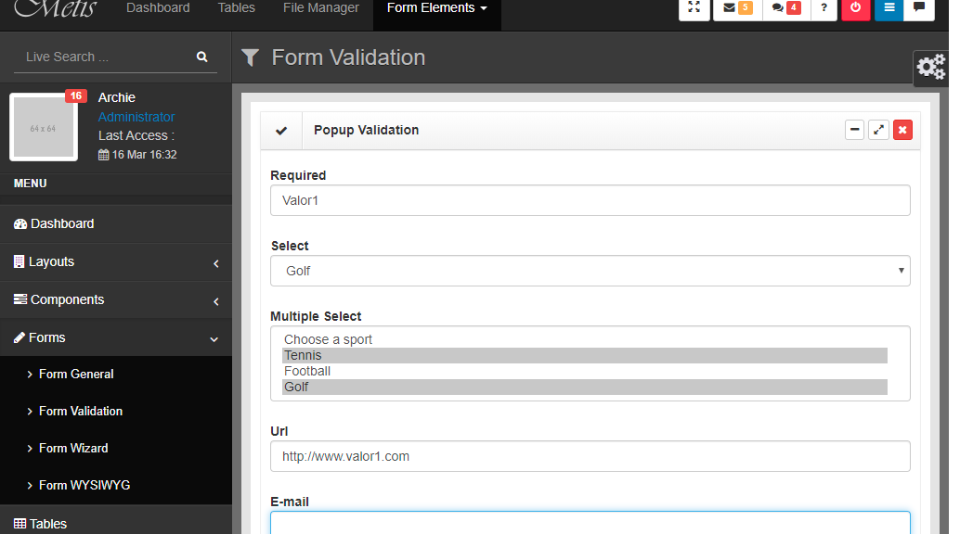 Metis Dashboard Tables File Manager Form Elements 5 4 ?
Live Search ...
Form Validation
16
64 x 64
Archie
Administrator
Last Access :
16 Mar 16:32
MENU
Dashboard
Layouts
Components
Forms
Form General
Form Validation
Form Wizard
Form WYSIWYG
Tables
Popup Validation
Required
Valor1
Select
Golf
Multiple Select
Choose a sport
Tennis
Football
Golf
Url
http://www.valor1.com
E-mail